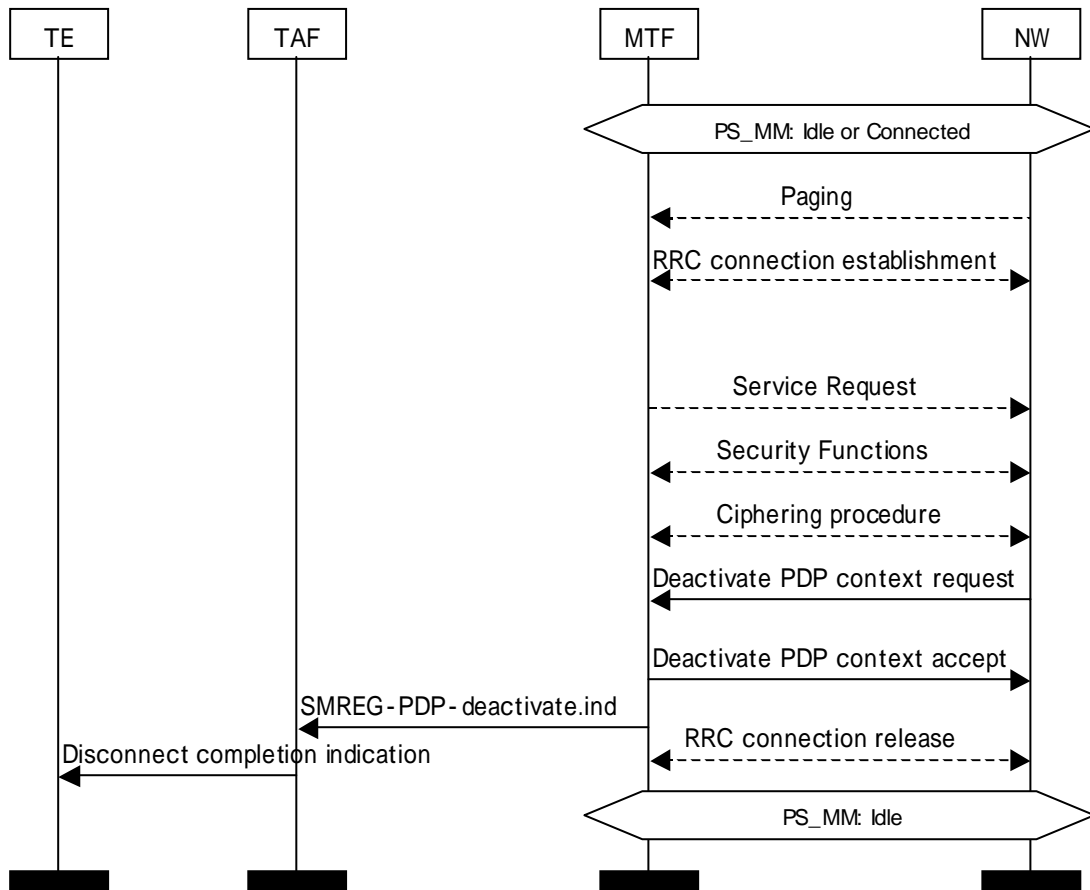 TE TAF MTF NW
PS_MM: Idle or Connected
Paging
RRC connection establishment
Service Request
Security Functions
Ciphering procedure
Deactivate PDP context request
Deactivate PDP context accept
SMREG-PDP-deactivate.ind
RRC connection release
Disconnect completion indication
PS_MM: Idle